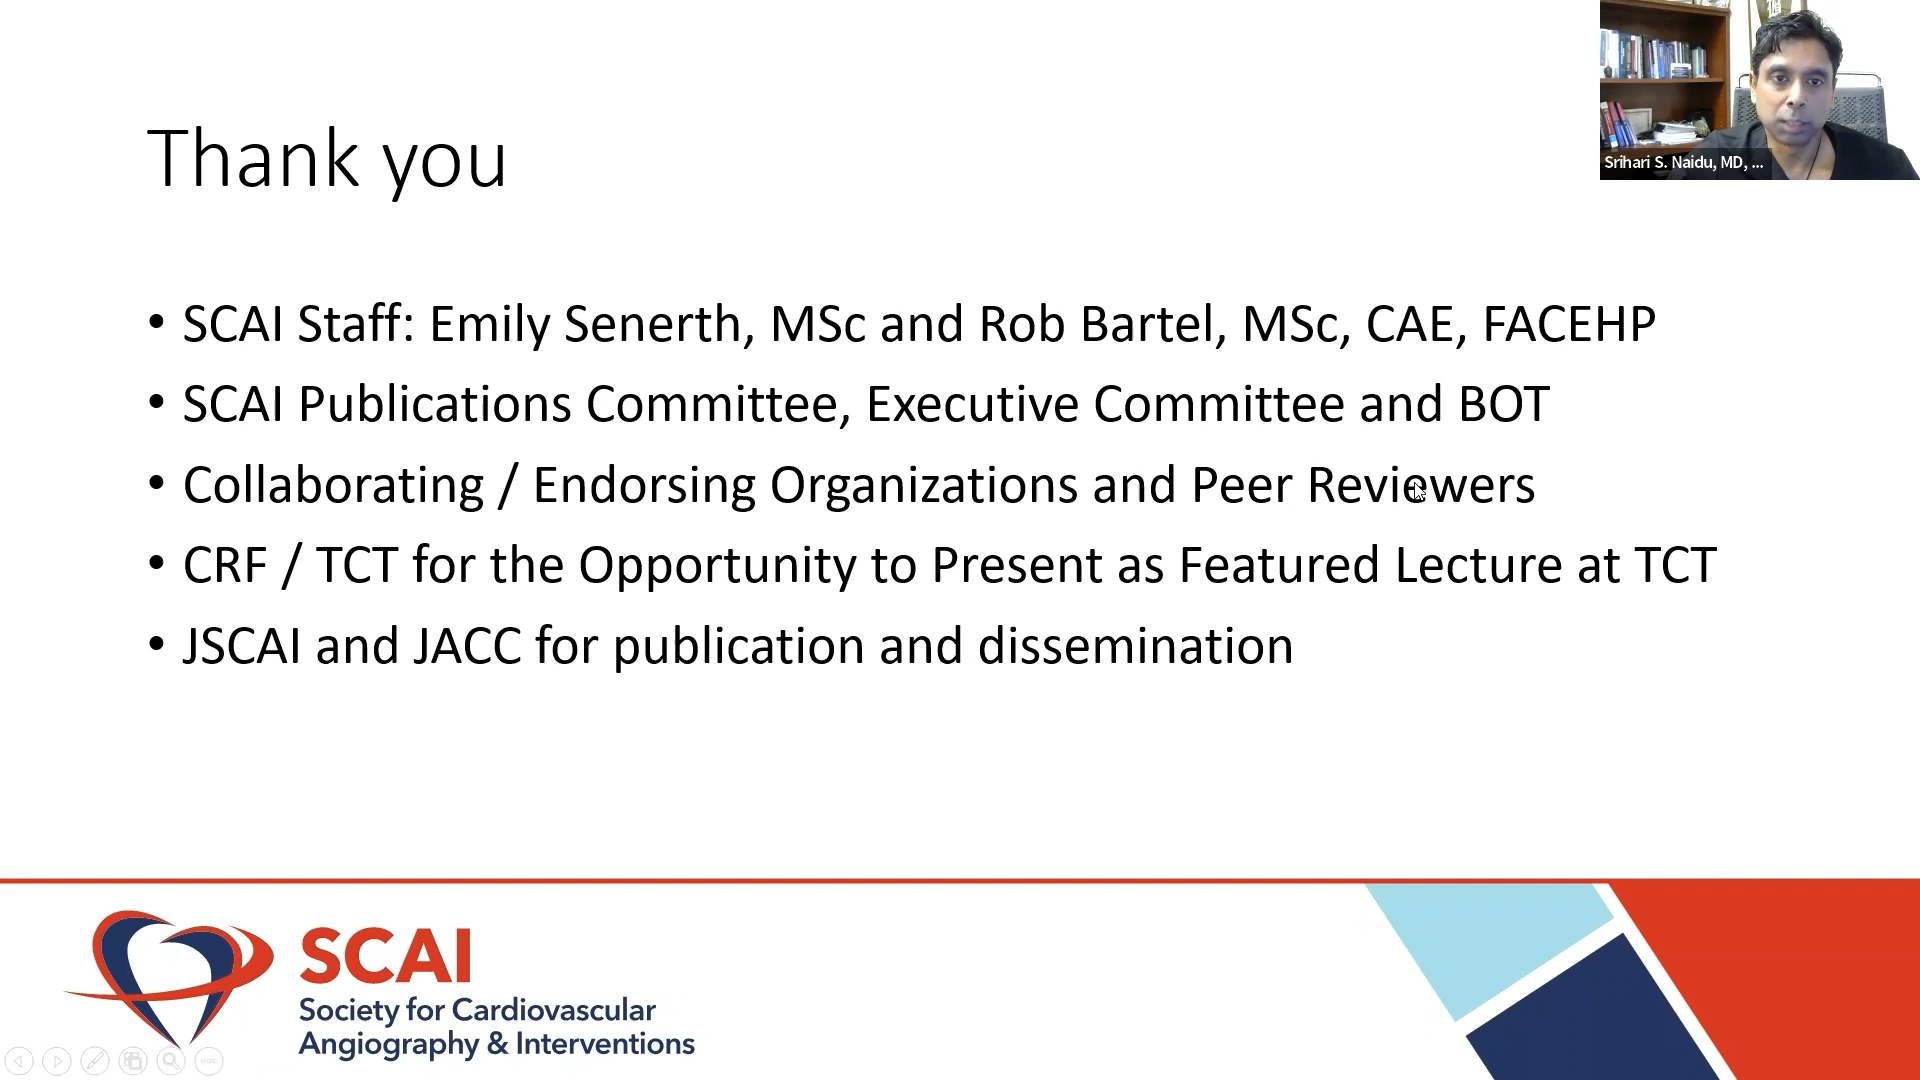 Thank you
Srihari S. Naidu, MD, ...
• SCAI Staff: Emily Senerth, MSc and Rob Bartel, MSc, CAE, FACEHP
• SCAI Publications Committee, Executive Committee and BOT
• Collaborating / Endorsing Organizations and Peer Reviewers
• CRF / TCT for the Opportunity to Present as Featured Lecture at TCT
• JSCAI and JACC for publication and dissemination
SCAI
Society for Cardiovascular
Angiography & Interventions